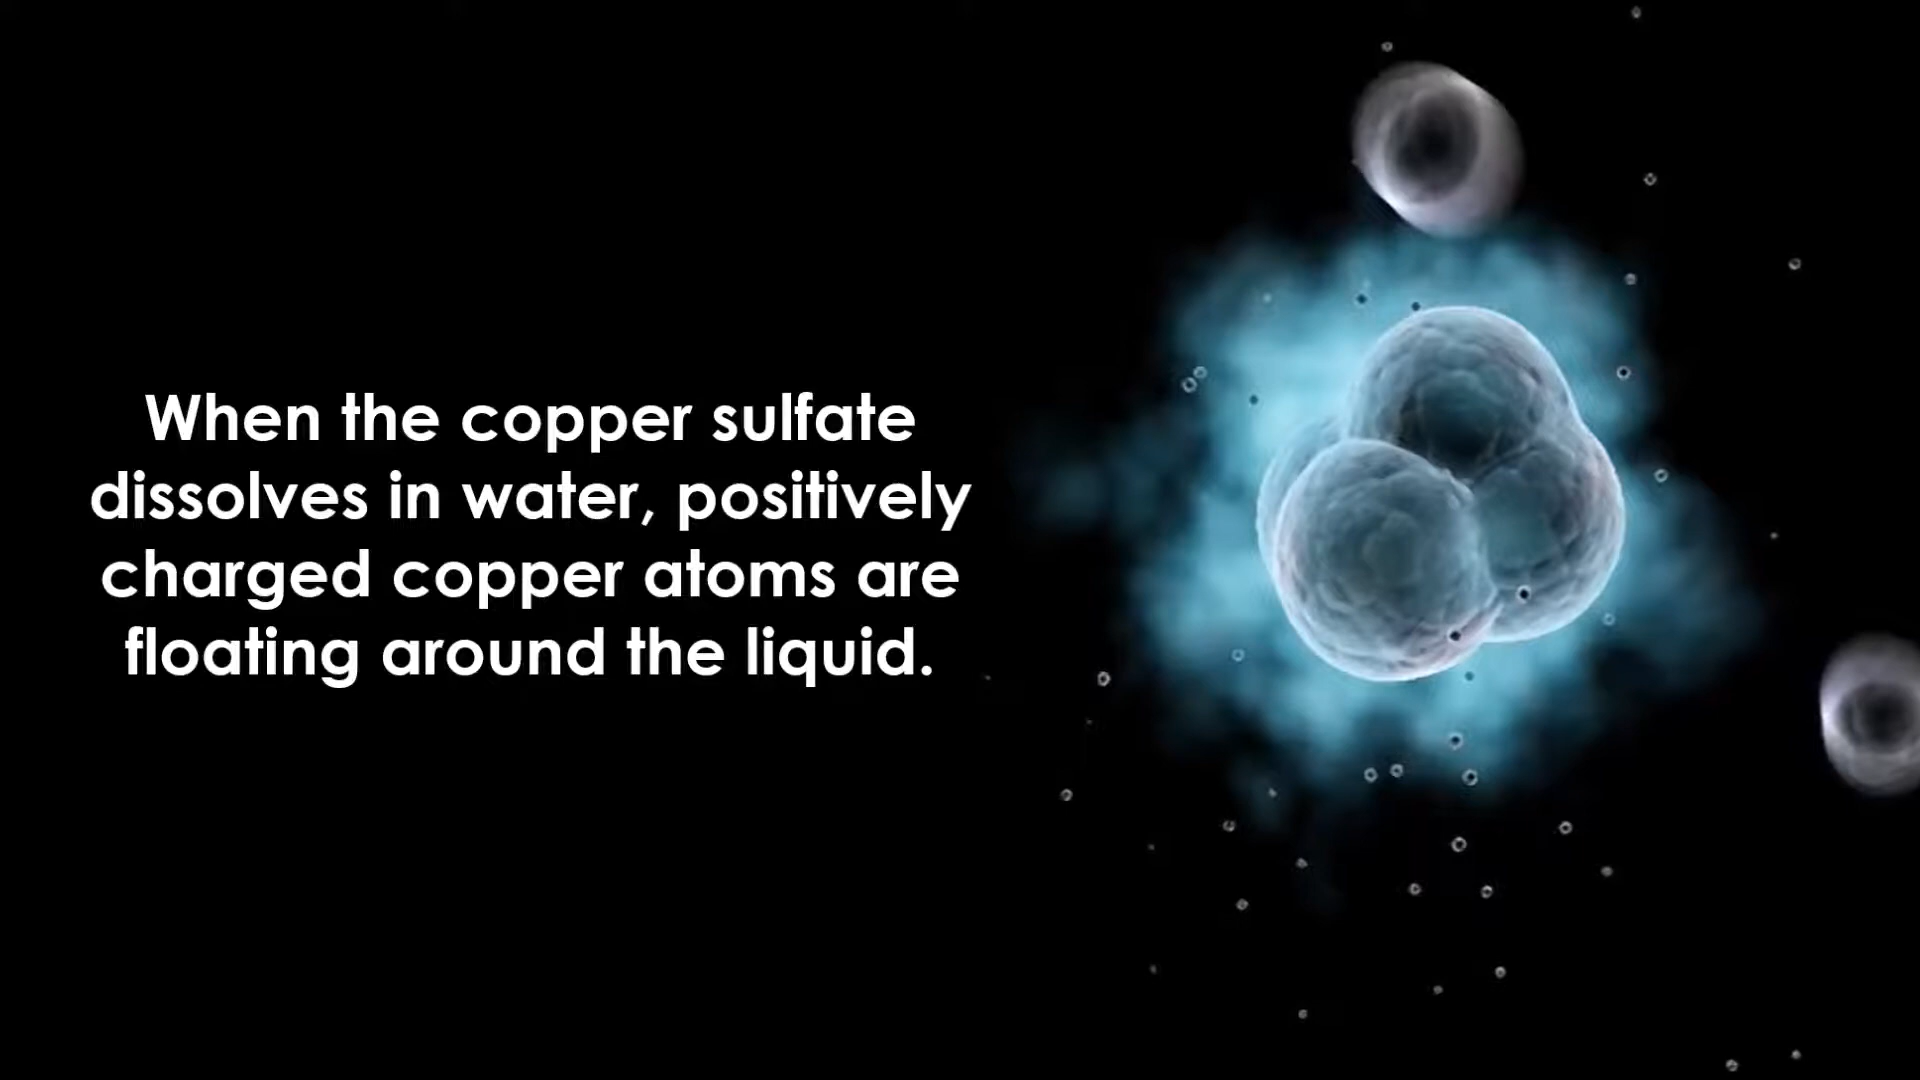 When the copper sulfate
dissolves in water, positively
charged copper atoms are
floating around the liquid.